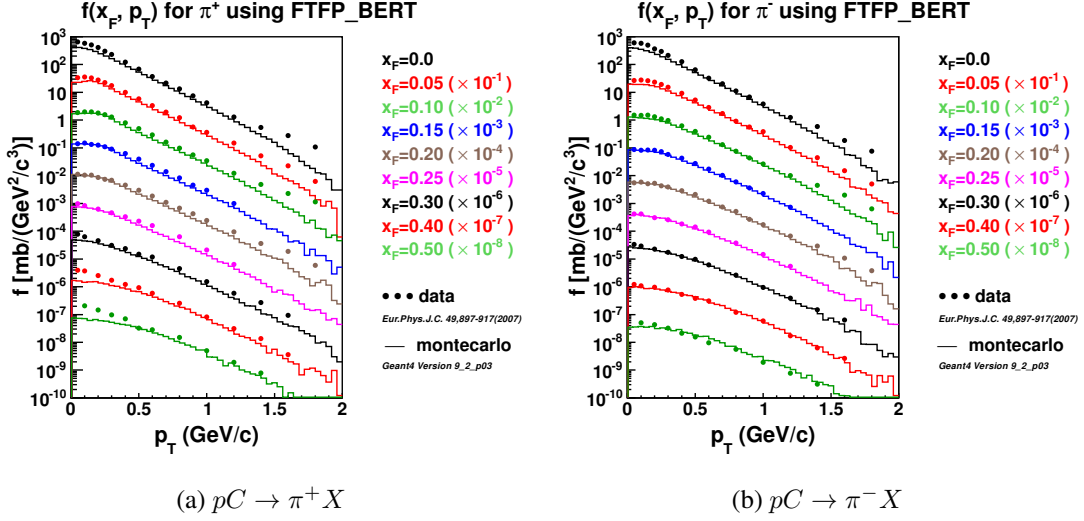 f(x_F, p_T) for π⁺ using FTFP_BERT
f [mb/(GeV²/c³)]
10³
10²
10
1
10⁻¹
10⁻²
10⁻³
10⁻⁴
10⁻⁵
10⁻⁶
10⁻⁷
10⁻⁸
10⁻⁹
10⁻¹⁰
0 0.5 1 1.5 2
p_T (GeV/c)
x_F=0.0
x_F=0.05 (× 10⁻¹)
x_F=0.10 (× 10⁻²)
x_F=0.15 (× 10⁻³)
x_F=0.20 (× 10⁻⁴)
x_F=0.25 (× 10⁻⁵)
x_F=0.30 (× 10⁻⁶)
x_F=0.40 (× 10⁻⁷)
x_F=0.50 (× 10⁻⁸)
data
Eur.Phys.J.C. 49,897-917(2007)
montecarlo
Geant4 Version 9_2_p03
(a) pC → π⁺X
f(x_F, p_T) for π⁻ using FTFP_BERT
f [mb/(GeV²/c³)]
10³
10²
10
1
10⁻¹
10⁻²
10⁻³
10⁻⁴
10⁻⁵
10⁻⁶
10⁻⁷
10⁻⁸
10⁻⁹
10⁻¹⁰
0 0.5 1 1.5 2
p_T (GeV/c)
x_F=0.0
x_F=0.05 (× 10⁻¹)
x_F=0.10 (× 10⁻²)
x_F=0.15 (× 10⁻³)
x_F=0.20 (× 10⁻⁴)
x_F=0.25 (× 10⁻⁵)
x_F=0.30 (× 10⁻⁶)
x_F=0.40 (× 10⁻⁷)
x_F=0.50 (× 10⁻⁸)
data
Eur.Phys.J.C. 49,897-917(2007)
montecarlo
Geant4 Version 9_2_p03
(b) pC → π⁻X